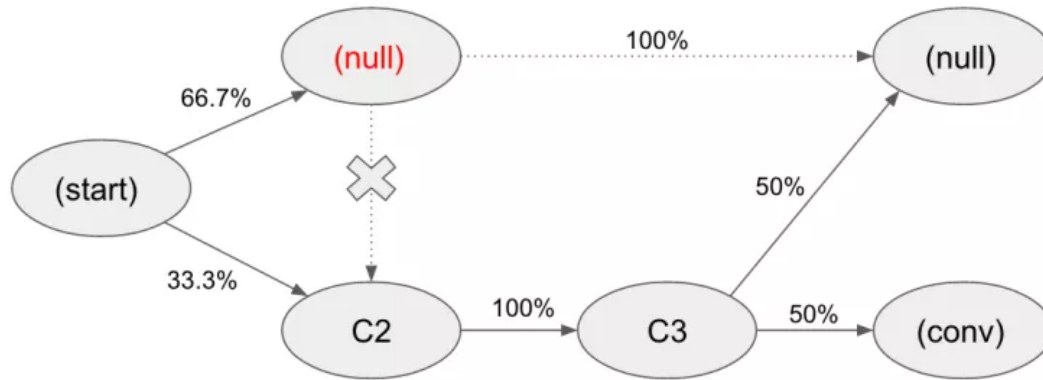 (null)
100%
(null)
66.7%
(start)
50%
33.3%
C2
100%
C3
50%
(conv)